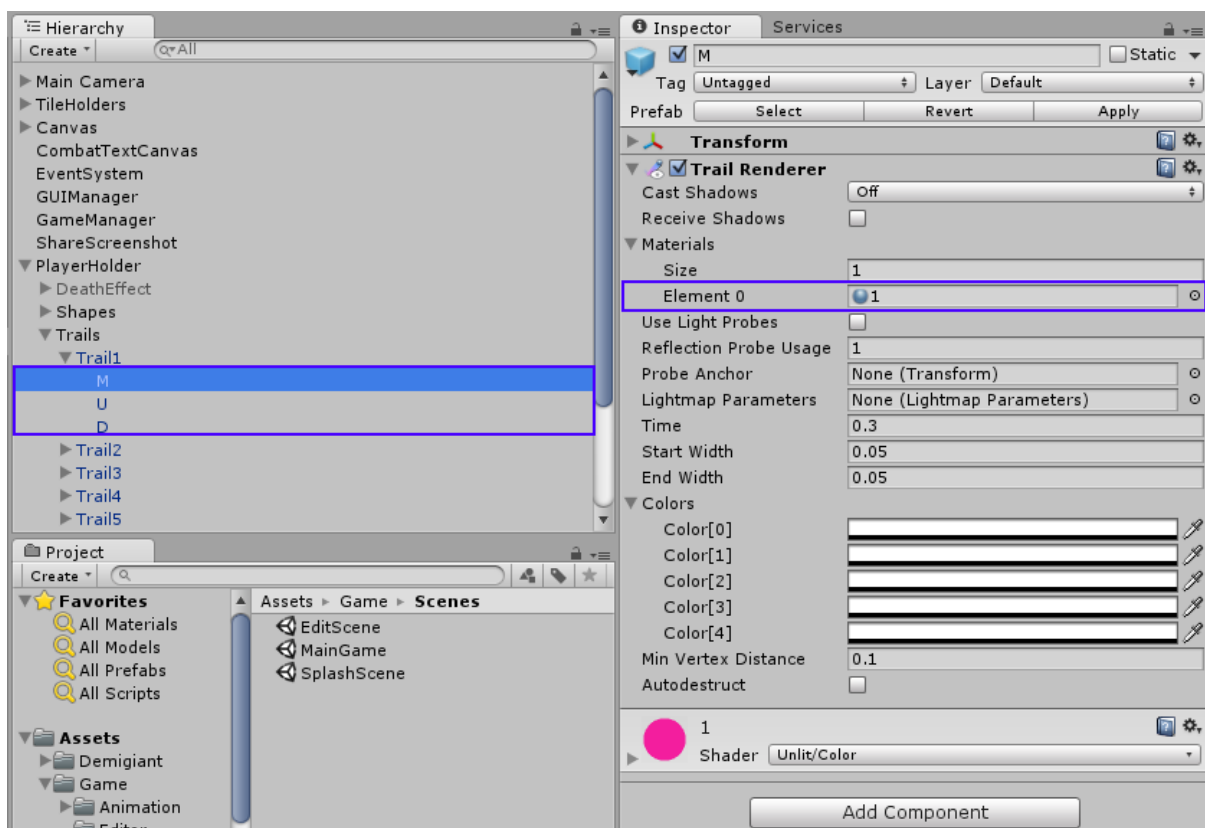 Hierarchy
Create All
Main Camera
TileHolders
Canvas
CombatTextCanvas
EventSystem
GUIManager
GameManager
ShareScreenshot
PlayerHolder
DeathEffect
Shapes
Trails
Trail1
M
U
D
Trail2
Trail3
Trail4
Trail5
Project
Create
Favorites
All Materials
All Models
All Prefabs
All Scripts
Assets
Demigiant
Game
Animation
Assets Game Scenes
EditScene
MainGame
SplashScene
Inspector Services
M Static
Tag Untagged Layer Default
Prefab Select Revert Apply
Transform
Trail Renderer
Cast Shadows Off
Receive Shadows
Materials
Size 1
Element 0 1
Use Light Probes
Reflection Probe Usage 1
Probe Anchor None (Transform)
Lightmap Parameters None (Lightmap Parameters)
Time 0.3
Start Width 0.05
End Width 0.05
Colors
Color[0]
Color[1]
Color[2]
Color[3]
Color[4]
Min Vertex Distance 0.1
Autodestruct
1
Shader Unlit/Color
Add Component